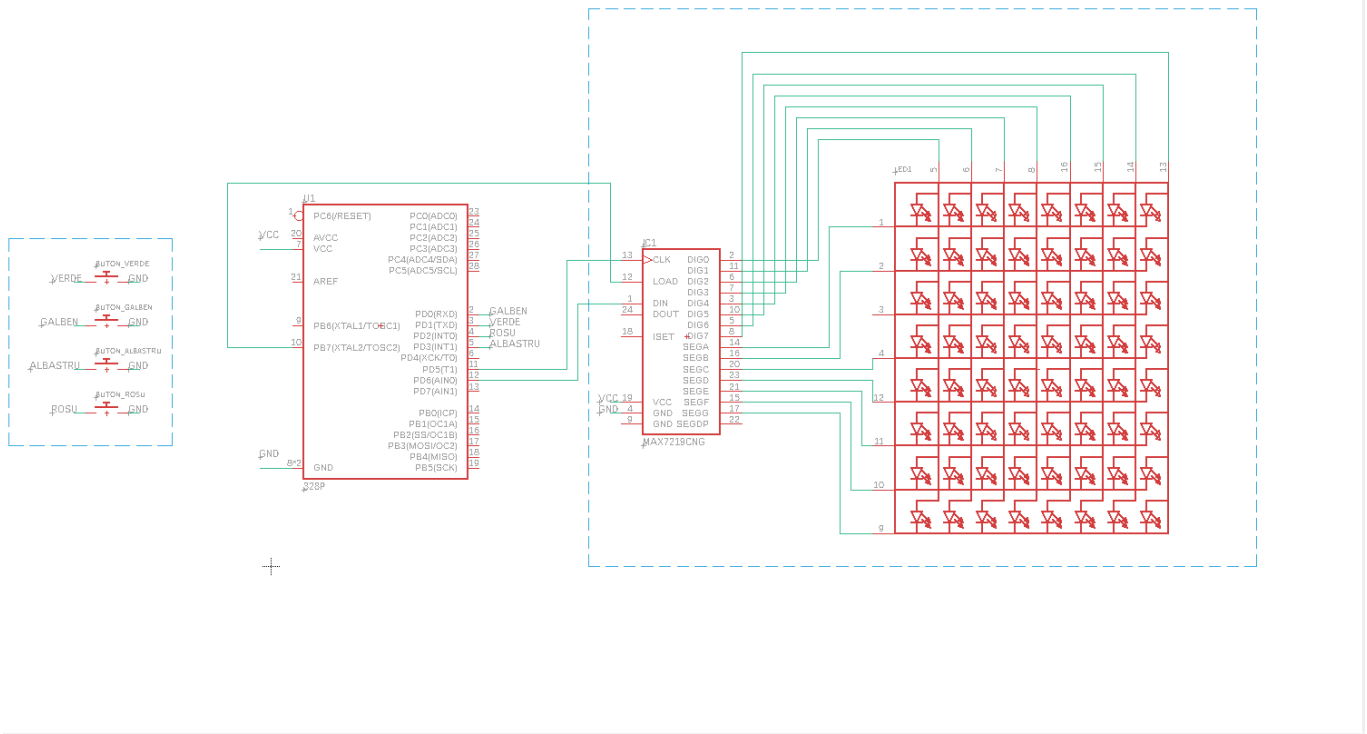 BUTON_VERDE
VERDE GND
BUTON_GALBEN
GALBEN GND
BUTON_ALBASTRU
ALBASTRU GND
BUTON_ROSU
ROSU GND
U1
1 PC6(/RESET) PC0(ADC0) 23
PC1(ADC1) 24
VCC 20 AVCC PC2(ADC2) 25
7 VCC PC3(ADC3) 26
PC4(ADC4/SDA) 27
PC5(ADC5/SCL) 28
21 AREF
PD0(RXD) 2 GALBEN
9 PB6(XTAL1/TOSC1) PD1(TXD) 3 VERDE
PD2(INT0) 4 ROSU
10 PB7(XTAL2/TOSC2) PD3(INT1) 5 ALBASTRU
PD4(XCK/T0) 6
PD5(T1) 11
PD6(AIN0) 12
PD7(AIN1) 13
PB0(ICP) 14
PB1(OC1A) 15
PB2(SS/OC1B) 16
PB3(MOSI/OC2) 17
PB4(MISO) 18
GND 8*2 GND PB5(SCK) 19
328P
IC1
13 CLK DIG0 2
DIG1 11
12 LOAD DIG2 6
DIG3 7
1 DIN DIG4 3
24 DOUT DIG5 10
DIG6 5
18 ISET DIG7 8
SEGA 14
SEGB 16
SEGC 20
SEGD 23
SEGE 21
VCC 19 VCC SEGF 15
GND 4 GND SEGG 17
9 GND SEGDP 22
MAX7219CNG
LED1
5 6 7 8 16 15 14 13
1
2
3
4
12
11
10
9